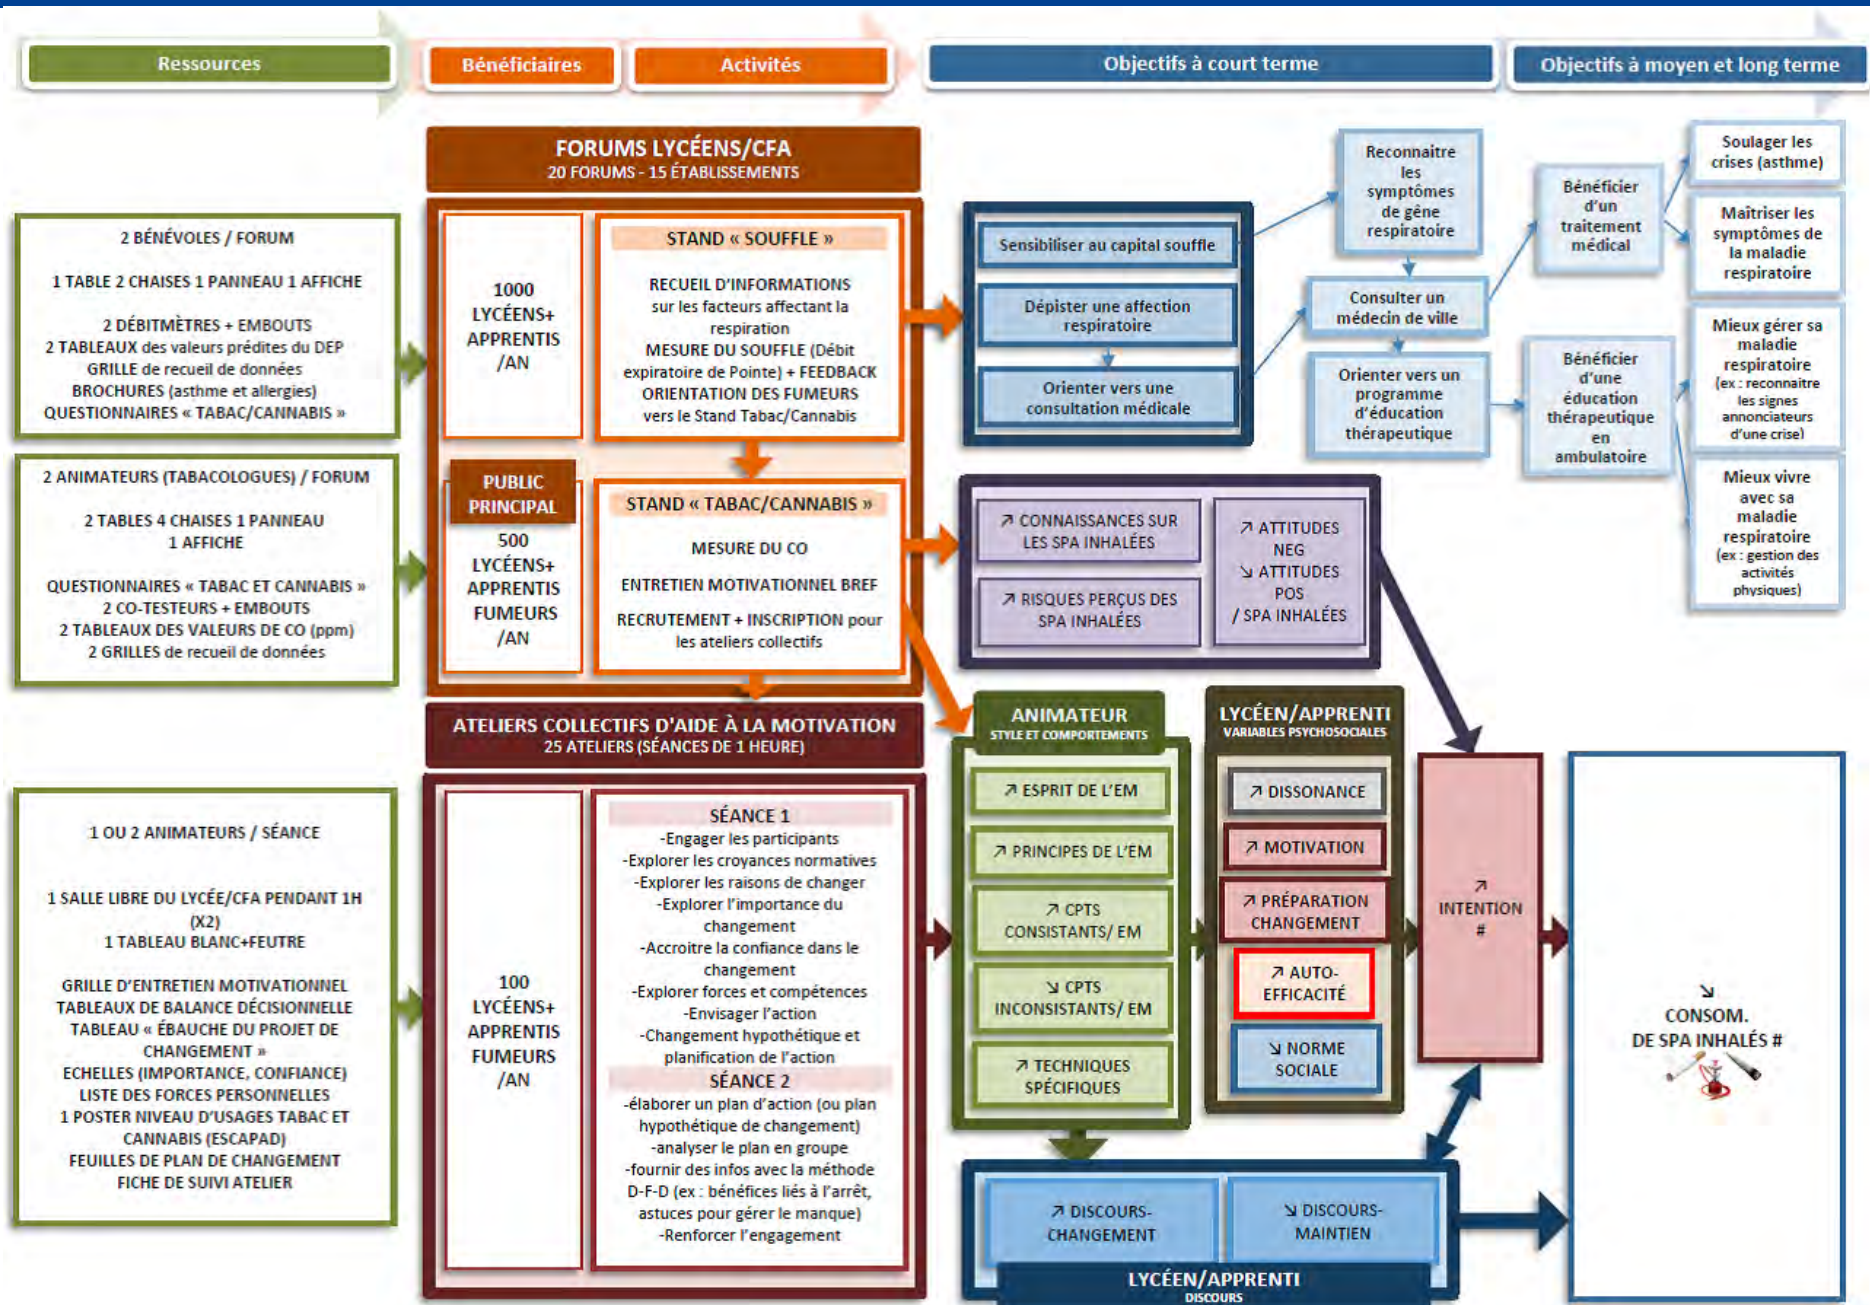 Ressources
Bénéficiaires
Activités
Objectifs à court terme
Objectifs à moyen et long terme
FORUMS LYCÉENS/CFA
20 FORUMS - 15 ÉTABLISSEMENTS
2 BÉNÉVOLES / FORUM
1 TABLE 2 CHAISES 1 PANNEAU 1 AFFICHE
2 DÉBITMÈTRES + EMBOUTS
2 TABLEAUX des valeurs prédites du DEP
GRILLE de recueil de données
BROCHURES (asthme et allergies)
QUESTIONNAIRES « TABAC/CANNABIS »
1000
LYCÉENS+
APPRENTIS
/AN
STAND « SOUFFLE »
RECUEIL D'INFORMATIONS
sur les facteurs affectant la
respiration
MESURE DU SOUFFLE (Débit
expiratoire de Pointe) + FEEDBACK
ORIENTATION DES FUMEURS
vers le Stand Tabac/Cannabis
Sensibiliser au capital souffle
Dépister une affection
respiratoire
Orienter vers une
consultation médicale
Reconnaitre
les
symptômes
de gêne
respiratoire
Consulter un
médecin de ville
Orienter vers un
programme
d'éducation
thérapeutique
Bénéficier
d'un
traitement
médical
Bénéficier
d'une
éducation
thérapeutique
en
ambulatoire
Soulager les
crises (asthme)
Maîtriser les
symptômes de
la maladie
respiratoire
Mieux gérer sa
maladie
respiratoire
(ex : reconnaitre
les signes
annonciateurs
d'une crise)
Mieux vivre
avec sa
maladie
respiratoire
(ex : gestion des
activités
physiques)
2 ANIMATEURS (TABACOLOGUES) / FORUM
2 TABLES 4 CHAISES 1 PANNEAU
1 AFFICHE
QUESTIONNAIRES « TABAC ET CANNABIS »
2 CO-TESTEURS + EMBOUTS
2 TABLEAUX DES VALEURS DE CO (ppm)
2 GRILLES de recueil de données
PUBLIC
PRINCIPAL
500
LYCÉENS+
APPRENTIS
FUMEURS
/AN
STAND « TABAC/CANNABIS »
MESURE DU CO
ENTRETIEN MOTIVATIONNEL BREF
RECRUTEMENT + INSCRIPTION pour
les ateliers collectifs
↗ CONNAISSANCES SUR
LES SPA INHALÉES
↗ RISQUES PERÇUS DES
SPA INHALÉES
↗ ATTITUDES
NEG
↘ ATTITUDES
POS
/ SPA INHALÉES
ATELIERS COLLECTIFS D'AIDE À LA MOTIVATION
25 ATELIERS (SÉANCES DE 1 HEURE)
1 OU 2 ANIMATEURS / SÉANCE
1 SALLE LIBRE DU LYCÉE/CFA PENDANT 1H
(X2)
1 TABLEAU BLANC+FEUTRE
GRILLE D'ENTRETIEN MOTIVATIONNEL
TABLEAUX DE BALANCE DÉCISIONNELLE
TABLEAU « ÉBAUCHE DU PROJET DE
CHANGEMENT »
ECHELLES (IMPORTANCE, CONFIANCE)
LISTE DES FORCES PERSONNELLES
1 POSTER NIVEAU D'USAGES TABAC ET
CANNABIS (ESCAPAD)
FEUILLES DE PLAN DE CHANGEMENT
FICHE DE SUIVI ATELIER
100
LYCÉENS+
APPRENTIS
FUMEURS
/AN
SÉANCE 1
-Engager les participants
-Explorer les croyances normatives
-Explorer les raisons de changer
-Explorer l'importance du
changement
-Accroitre la confiance dans le
changement
-Explorer forces et compétences
-Envisager l'action
-Changement hypothétique et
planification de l'action
SÉANCE 2
-élaborer un plan d'action (ou plan
hypothétique de changement)
-analyser le plan en groupe
-fournir des infos avec la méthode
D-F-D (ex : bénéfices liés à l'arrêt,
astuces pour gérer le manque)
-Renforcer l'engagement
ANIMATEUR
STYLE ET COMPORTEMENTS
↗ ESPRIT DE L'EM
↗ PRINCIPES DE L'EM
↗ CPTS
CONSISTANTS/ EM
↘ CPTS
INCONSISTANTS/ EM
↗ TECHNIQUES
SPÉCIFIQUES
LYCÉEN/APPRENTI
VARIABLES PSYCHOSOCIALES
↗ DISSONANCE
↗ MOTIVATION
↗ PRÉPARATION
CHANGEMENT
↗ AUTO-
EFFICACITÉ
↘ NORME
SOCIALE
↗
INTENTION
#
↘
CONSOM.
DE SPA INHALÉS #
↗ DISCOURS-
CHANGEMENT
↘ DISCOURS-
MAINTIEN
LYCÉEN/APPRENTI
DISCOURS